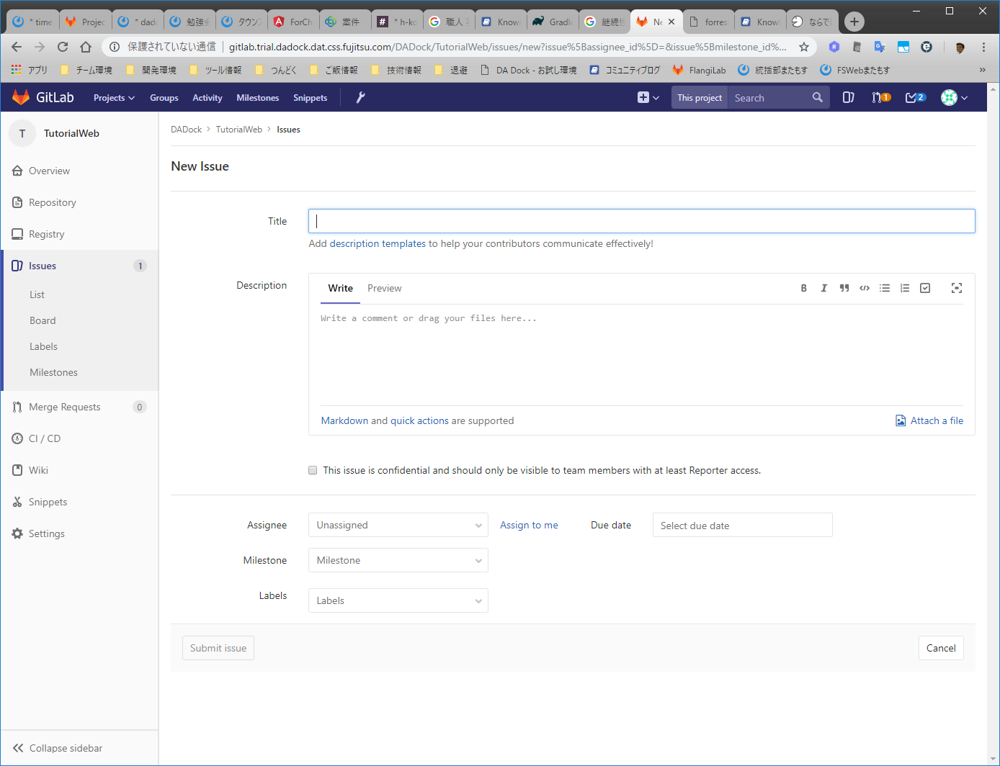 * time
Projec
* dado
勉強会
タウン
ForCh
案件
* h-ko
職人
Knowl
Gradle
継続
Ne
forres
Knowl
ならで
保護されていない通信 | gitlab.trial.dadock.dat.css.fujitsu.com/DADock/TutorialWeb/issues/new?issue%5Bassignee_id%5D=&issue%5Bmilestone_id%...
アプリ チーム環境 開発環境 ツール情報 つんどく ご飯情報 技術情報 退避 DA Dock - お試し環境 コミュニティブログ FlangiLab 統括部またもす FSWebまたもす »
GitLab Projects Groups Activity Milestones Snippets This project Search 1 2
T TutorialWeb
Overview
Repository
Registry
Issues 1
List
Board
Labels
Milestones
Merge Requests 0
CI / CD
Wiki
Snippets
Settings
Collapse sidebar
DADock > TutorialWeb > Issues
New Issue
Title
Add description templates to help your contributors communicate effectively!
Description
Write Preview
Write a comment or drag your files here...
Markdown and quick actions are supported
Attach a file
This issue is confidential and should only be visible to team members with at least Reporter access.
Assignee Unassigned Assign to me Due date Select due date
Milestone Milestone
Labels Labels
Submit issue Cancel